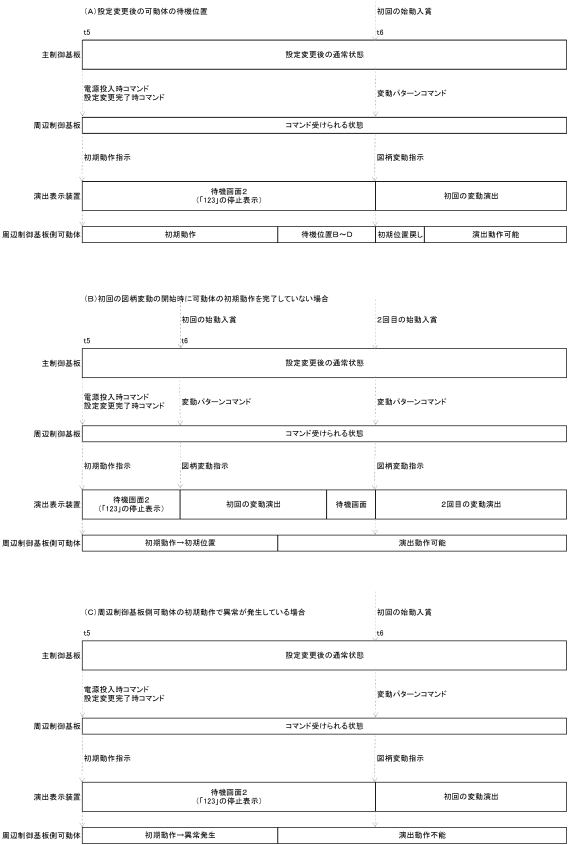 (A)設定変更後の可動体の待機位置
初回の始動入賞
t5
t6
主制御基板
設定変更後の通常状態
電源投入時コマンド
設定変更完了時コマンド
変動パターンコマンド
周辺制御基板
コマンド受けられる状態
初期動作指示
図柄変動指示
演出表示装置
待機画面2
(「123」の停止表示)
初回の変動演出
周辺制御基板側可動体
初期動作
待機位置B～D
初期位置戻し
演出動作可能
(B)初回の図柄変動の開始時に可動体の初期動作を完了していない場合
初回の始動入賞
2回目の始動入賞
t5
t6
主制御基板
設定変更後の通常状態
電源投入時コマンド
設定変更完了時コマンド
変動パターンコマンド
変動パターンコマンド
周辺制御基板
コマンド受けられる状態
初期動作指示
図柄変動指示
図柄変動指示
演出表示装置
待機画面2
(「123」の停止表示)
初回の変動演出
待機画面
2回目の変動演出
周辺制御基板側可動体
初期動作→初期位置
演出動作可能
(C)周辺制御基板側可動体の初期動作で異常が発生している場合
初回の始動入賞
t5
t6
主制御基板
設定変更後の通常状態
電源投入時コマンド
設定変更完了時コマンド
変動パターンコマンド
周辺制御基板
コマンド受けられる状態
初期動作指示
図柄変動指示
演出表示装置
待機画面2
(「123」の停止表示)
初回の変動演出
周辺制御基板側可動体
初期動作→異常発生
演出動作不能